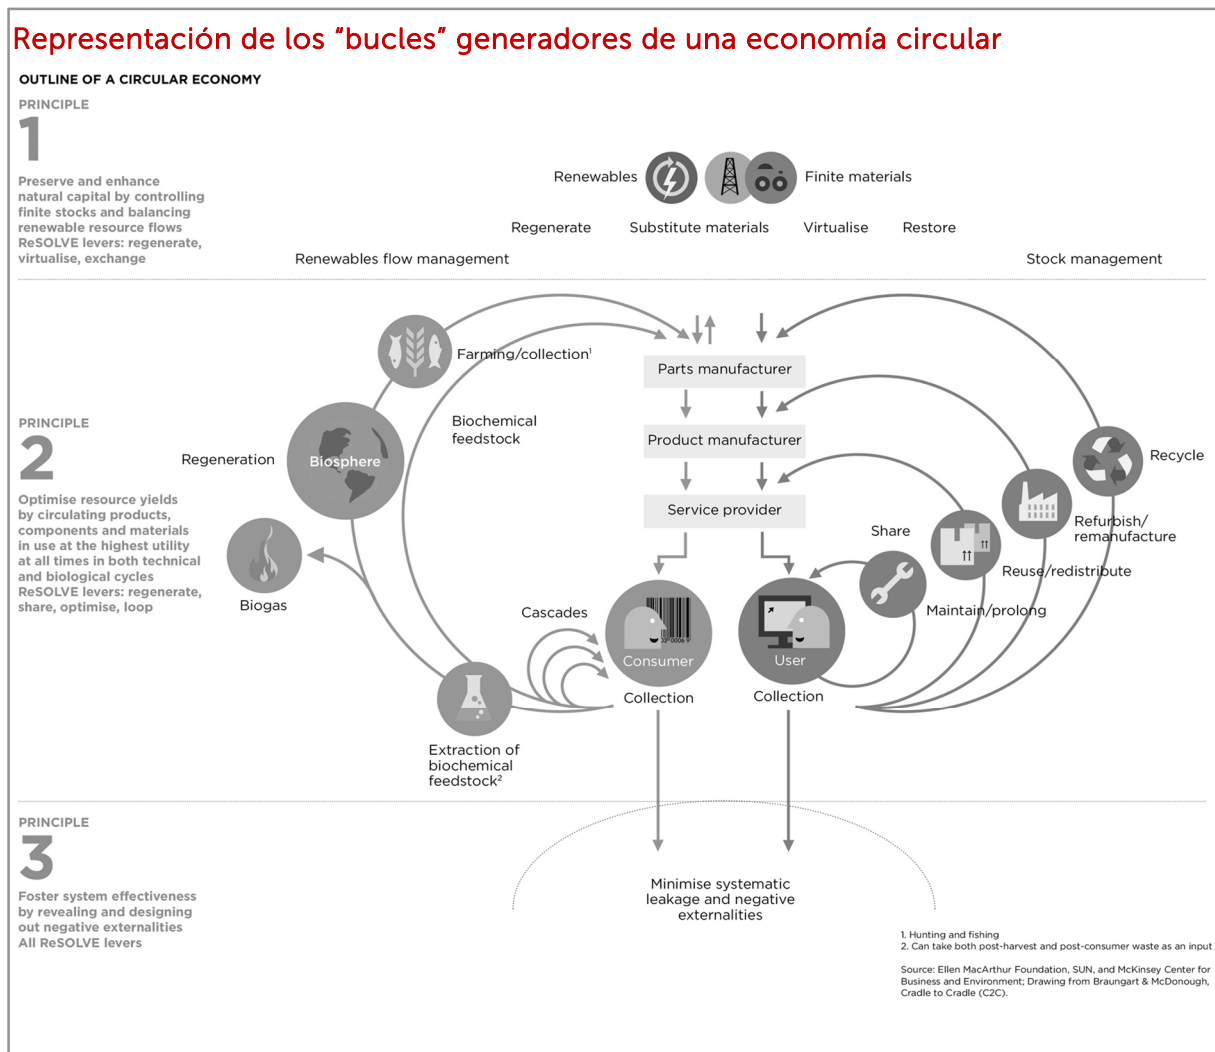 Representación de los “bucles” generadores de una economía circular
OUTLINE OF A CIRCULAR ECONOMY
PRINCIPLE
1
Preserve and enhance
natural capital by controlling
finite stocks and balancing
renewable resource flows
ReSOLVE levers: regenerate,
virtualise, exchange
Renewables
Finite materials
Regenerate
Substitute materials
Virtualise
Restore
Renewables flow management
Stock management
PRINCIPLE
2
Optimise resource yields
by circulating products,
components and materials
in use at the highest utility
at all times in both technical
and biological cycles
ReSOLVE levers: regenerate,
share, optimise, loop
Farming/collection¹
Biochemical
feedstock
Regeneration
Biosphere
Biogas
Cascades
Extraction of
biochemical
feedstock²
Parts manufacturer
Product manufacturer
Service provider
Consumer
Collection
User
Collection
Share
Maintain/prolong
Reuse/redistribute
Refurbish/
remanufacture
Recycle
PRINCIPLE
3
Foster system effectiveness
by revealing and designing
out negative externalities
All ReSOLVE levers
Minimise systematic
leakage and negative
externalities
1. Hunting and fishing
2. Can take both post-harvest and post-consumer waste as an input
Source: Ellen MacArthur Foundation, SUN, and McKinsey Center for
Business and Environment; Drawing from Braungart & McDonough,
Cradle to Cradle (C2C).